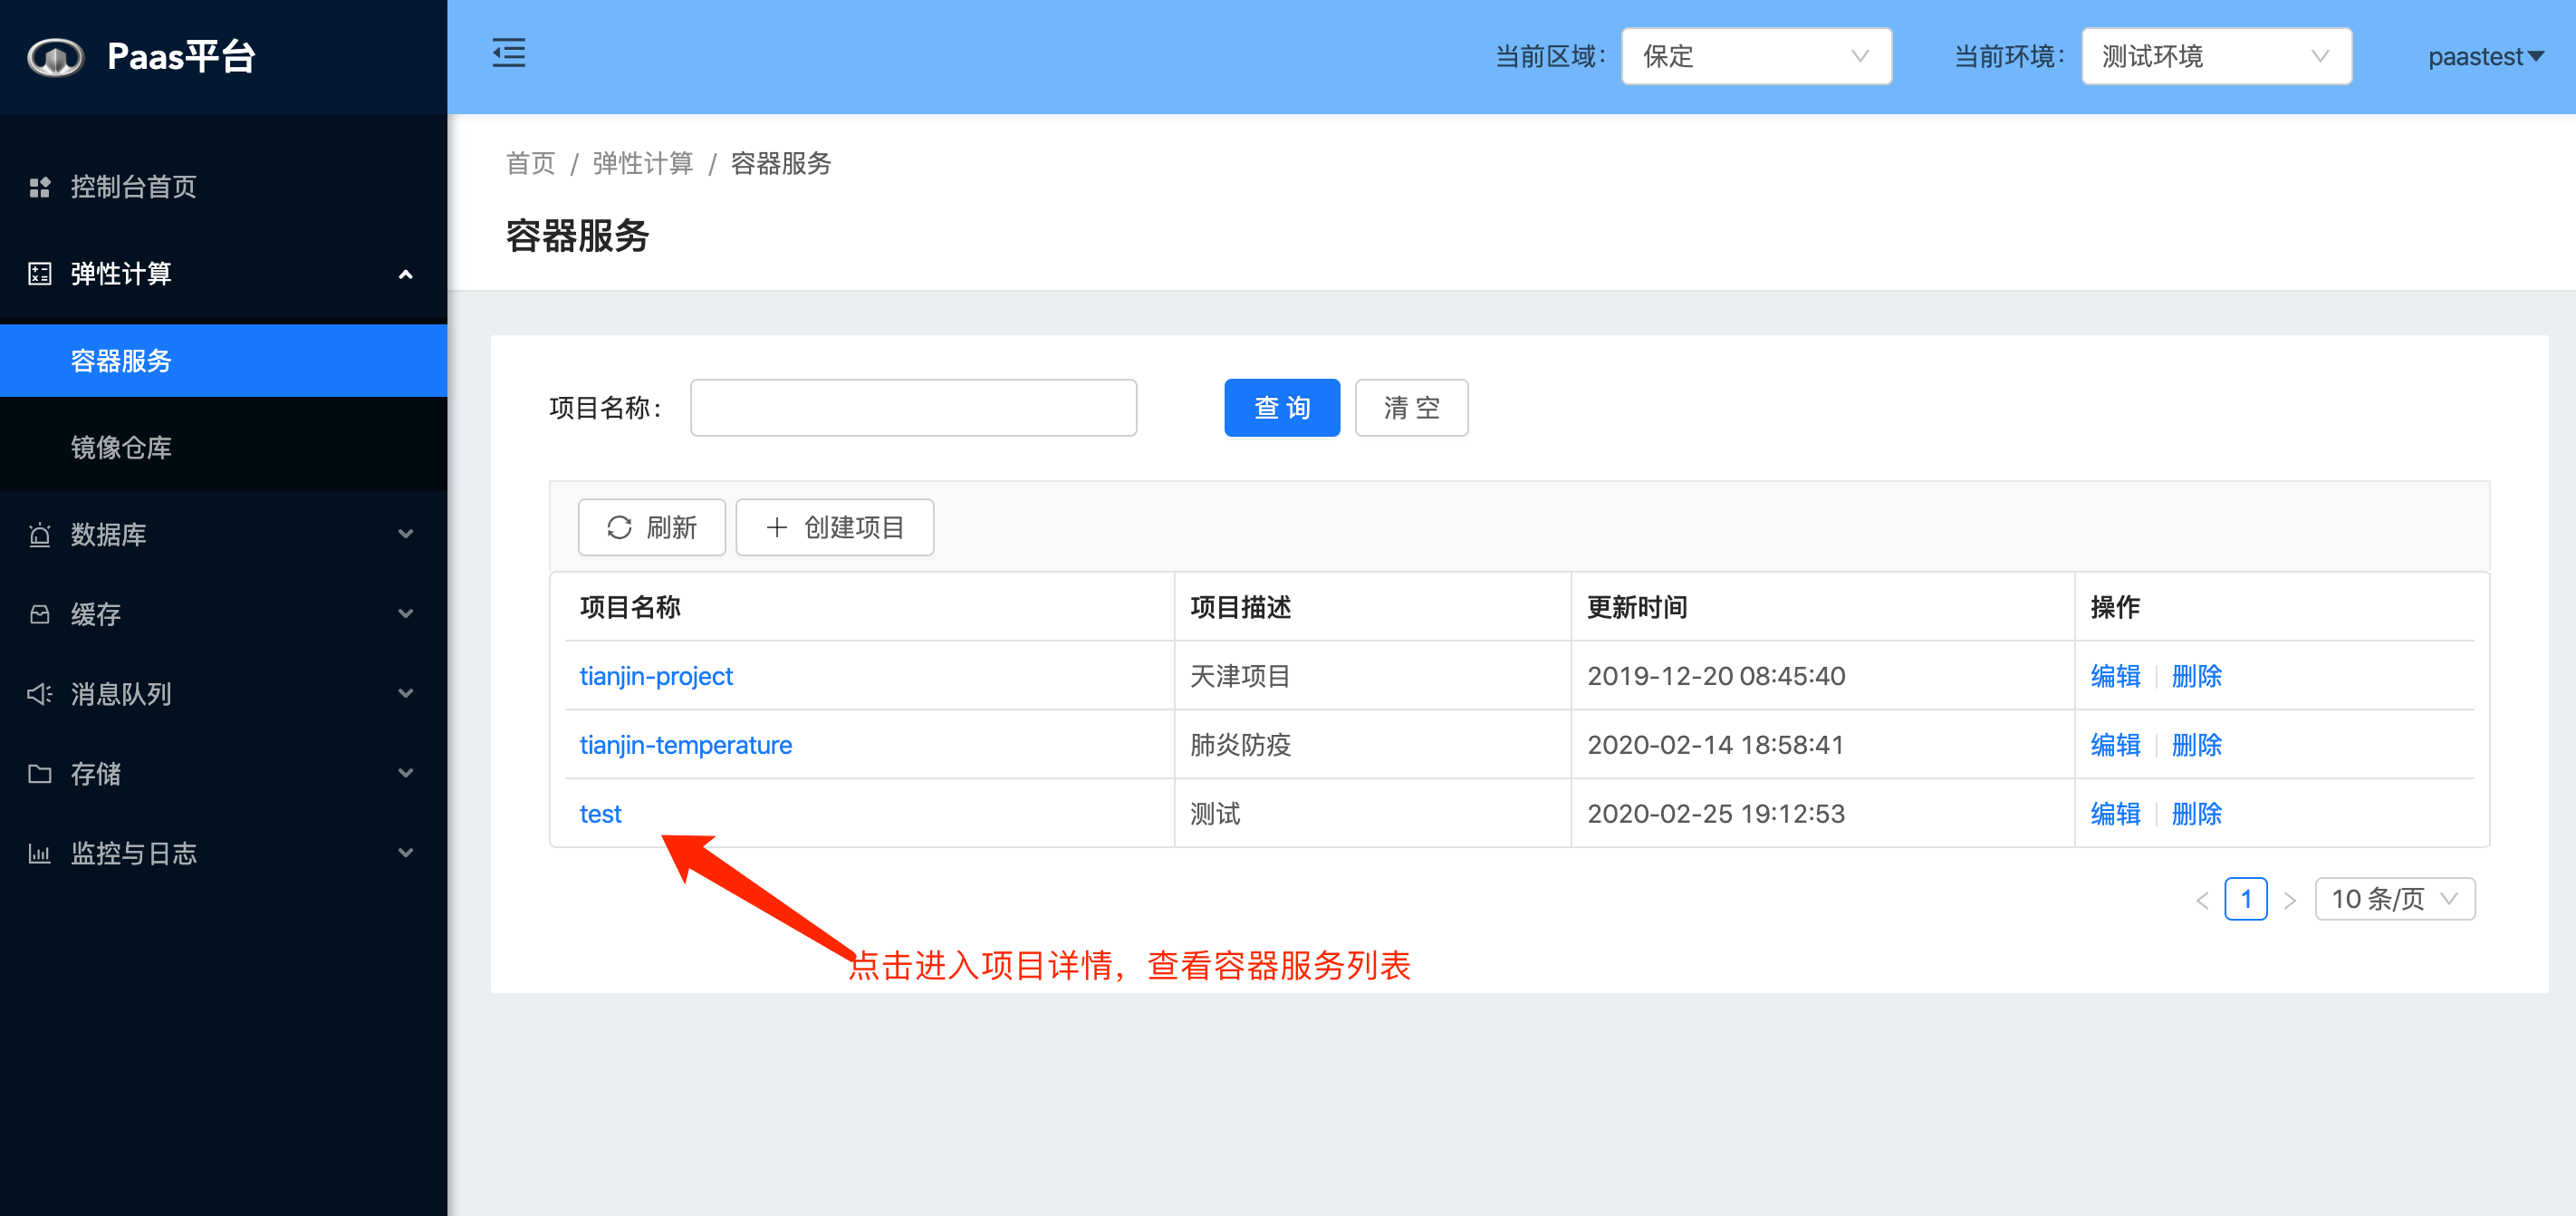 Paas平台
当前区域： 保定 当前环境： 测试环境 paastest
控制台首页
弹性计算
容器服务
镜像仓库
数据库
缓存
消息队列
存储
监控与日志
首页 / 弹性计算 / 容器服务
容器服务
项目名称： 查 询 清 空
刷新 创建项目
项目名称 项目描述 更新时间 操作
tianjin-project 天津项目 2019-12-20 08:45:40 编辑 删除
tianjin-temperature 肺炎防疫 2020-02-14 18:58:41 编辑 删除
test 测试 2020-02-25 19:12:53 编辑 删除
1 10 条/页
点击进入项目详情，查看容器服务列表